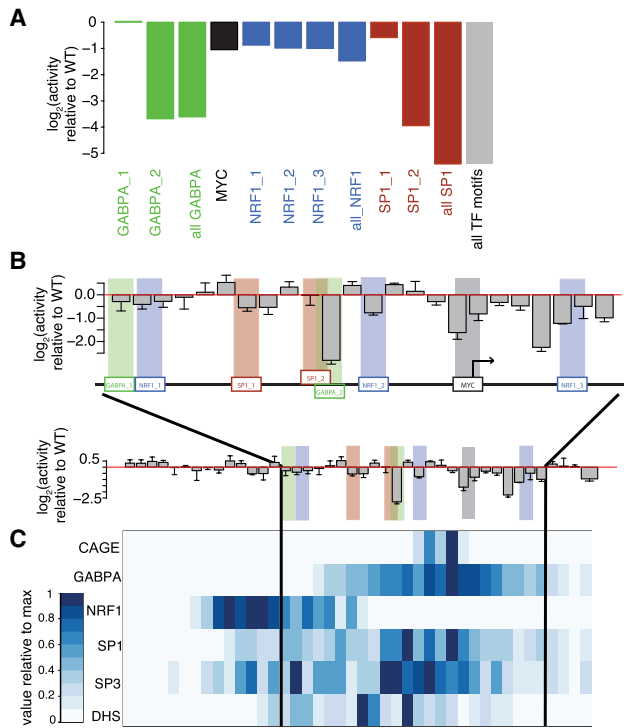 A
log2(activity
relative to WT)
0
−1
−2
−3
−4
−5
GABPA_1
GABPA_2
all GABPA
MYC
NRF1_1
NRF1_2
NRF1_3
all_NRF1
SP1_1
SP1_2
all SP1
all TF motifs
B
log2(activity
relative to WT)
0.0
-1.0
-2.0
GABPA_1
NRF1_1
SP1_1
SP1_2
GABPA_2
NRF1_2
MYC
NRF1_3
log2(activity
relative to WT)
0.5
-2.5
C
value relative to max
1
0.8
0.6
0.4
0.2
0
CAGE
GABPA
NRF1
SP1
SP3
DHS